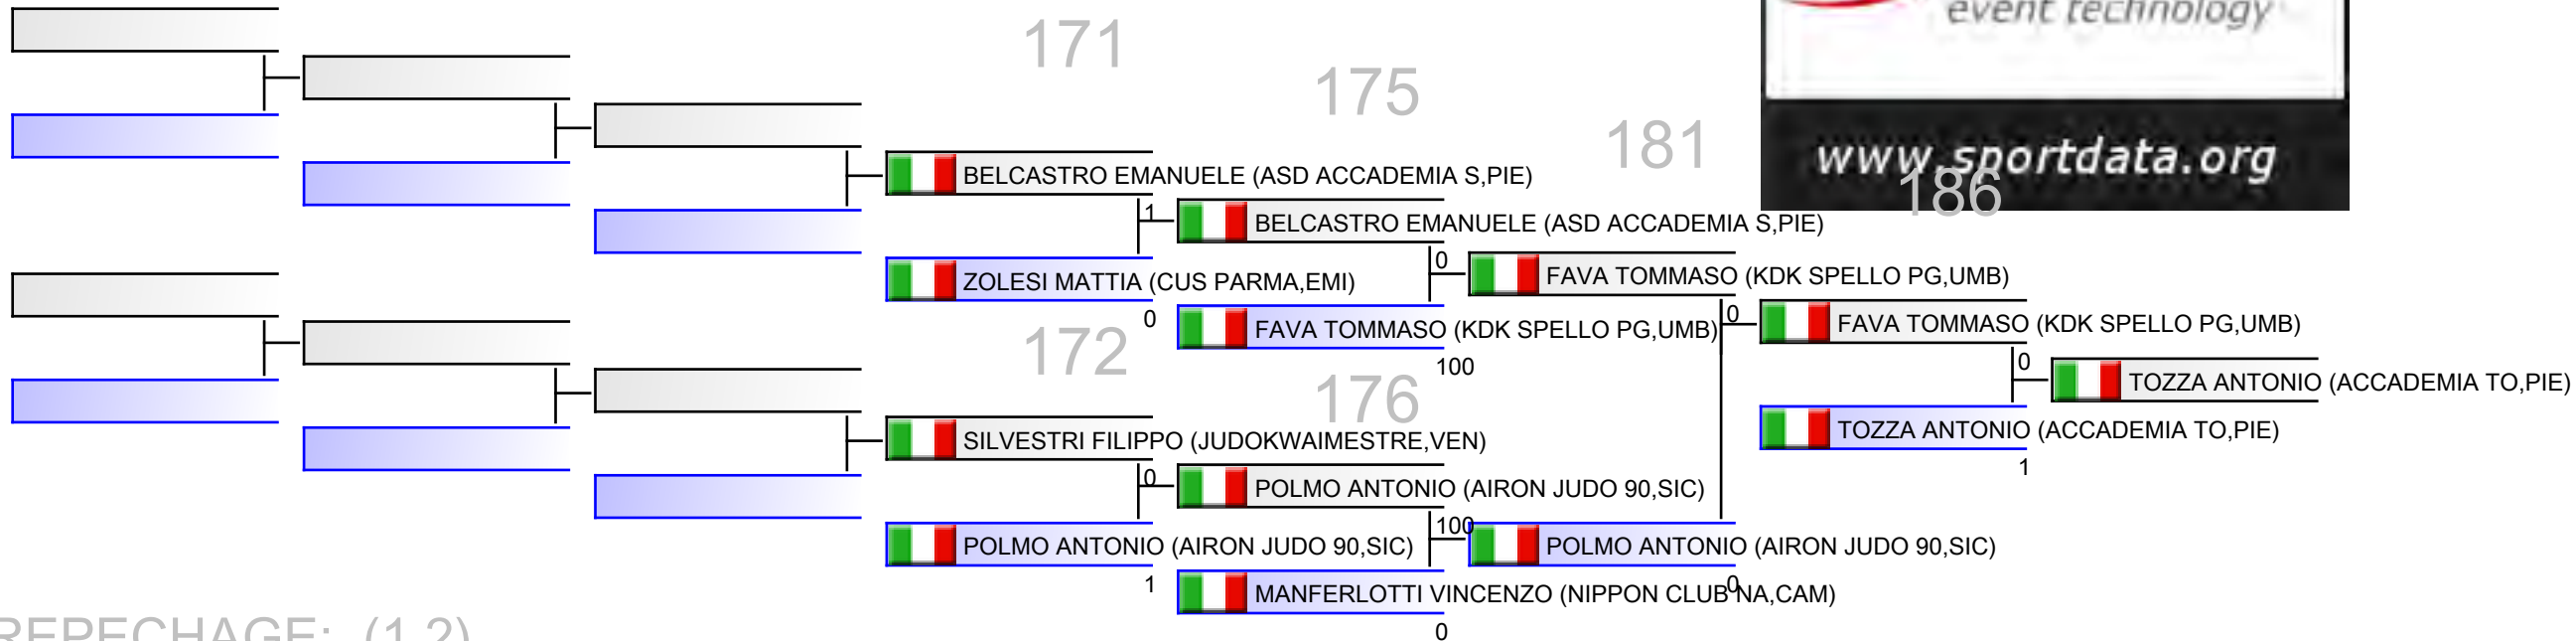 event technology
171
175
181
www.sportdata.org
186
BELCASTRO EMANUELE (ASD ACCADEMIA S,PIE)
1
BELCASTRO EMANUELE (ASD ACCADEMIA S,PIE)
0
FAVA TOMMASO (KDK SPELLO PG,UMB)
ZOLESI MATTIA (CUS PARMA,EMI)
0
FAVA TOMMASO (KDK SPELLO PG,UMB)
0
FAVA TOMMASO (KDK SPELLO PG,UMB)
172
100
0
TOZZA ANTONIO (ACCADEMIA TO,PIE)
176
SILVESTRI FILIPPO (JUDOKWAIMESTRE,VEN)
TOZZA ANTONIO (ACCADEMIA TO,PIE)
1
0
POLMO ANTONIO (AIRON JUDO 90,SIC)
100
POLMO ANTONIO (AIRON JUDO 90,SIC)
POLMO ANTONIO (AIRON JUDO 90,SIC)
1
0
MANFERLOTTI VINCENZO (NIPPON CLUB NA,CAM)
0
REPECHAGE: (1,2)